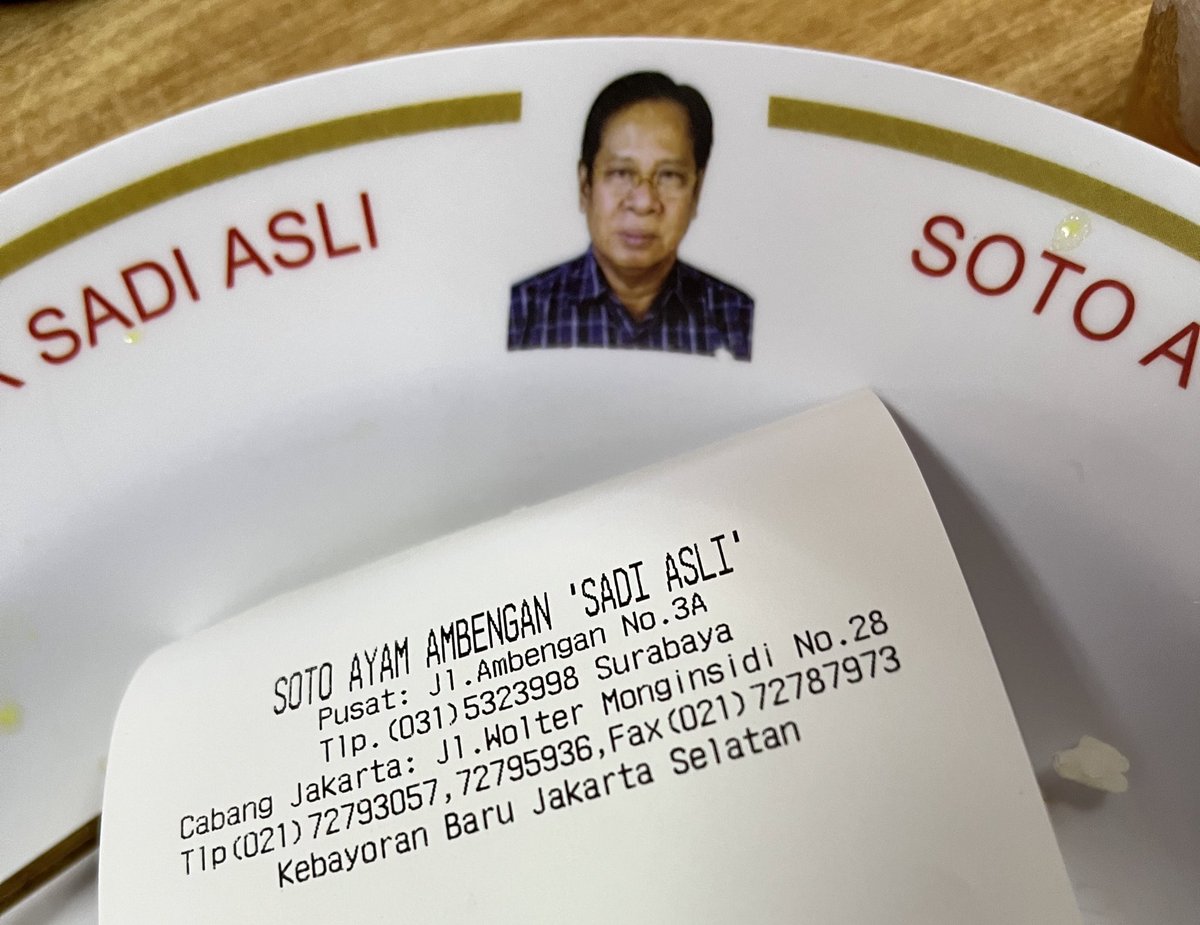 SADI ASLI
SOTO A
SOTO AYAM AMBENGAN 'SADI ASLI'
Pusat: Jl.Ambengan No.3A
Tlp.(031)5323998 Surabaya
Cabang Jakarta: Jl.Wolter Monginsidi No.28
Tlp(021)72793057,72795936,Fax(021)72787973
Kebayoran Baru Jakarta Selatan